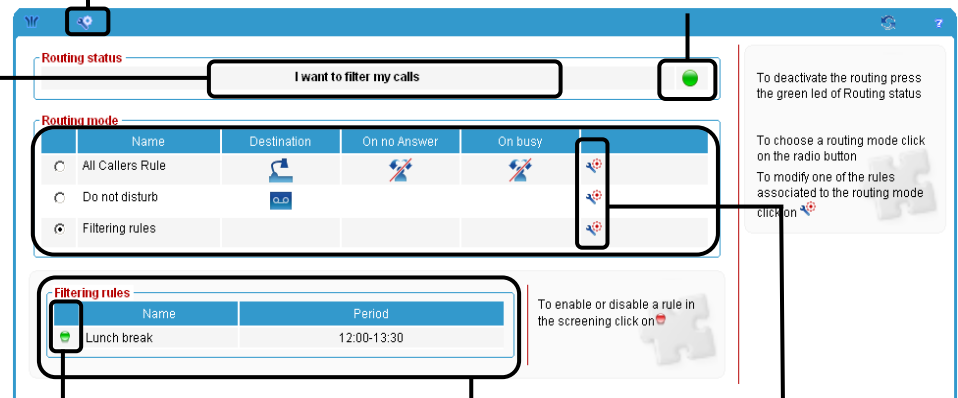 ?
Routing status
I want to filter my calls
To deactivate the routing press
the green led of Routing status
To choose a routing mode click
on the radio button
To modify one of the rules
associated to the routing mode
click on
Routing mode
Name Destination On no Answer On busy
All Callers Rule
Do not disturb
Filtering rules
Filtering rules
Name Period
Lunch break 12:00-13:30
To enable or disable a rule in
the screening click on